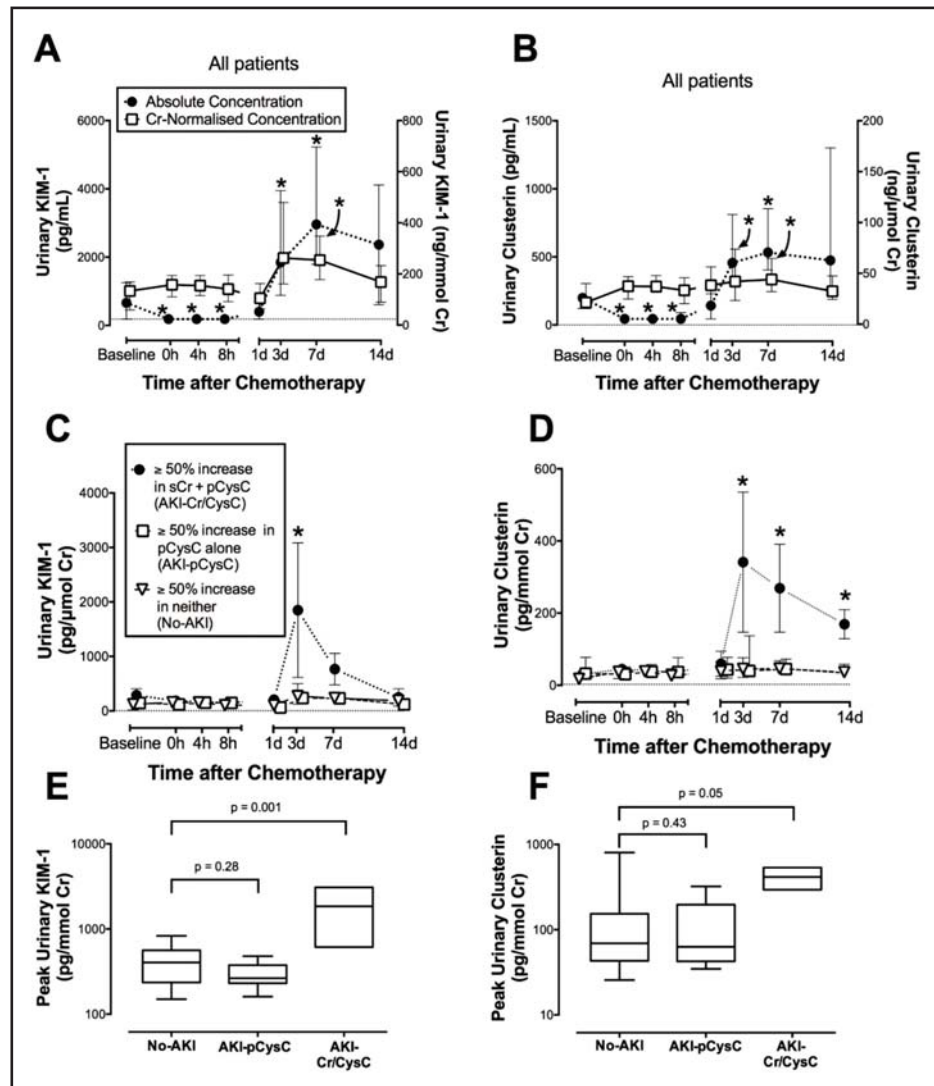 A
All patients
Absolute Concentration
Cr-Normalised Concentration
Urinary KIM-1
(pg/mL)
6000
4000
2000
0
800
600
400
200
0
Urinary KIM-1 (ng/mmol Cr)
*
*
*
*
*
*
Baseline 0h 4h 8h 1d 3d 7d 14d
Time after Chemotherapy
B
All patients
Urinary Clusterin (pg/mL)
1500
1000
500
0
200
150
100
50
0
Urinary Clusterin
ng/µmol Cr)
*
*
*
*
*
*
Baseline 0h 4h 8h 1d 3d 7d 14d
Time after Chemotherapy
C
≥ 50% increase
in sCr + pCysC
(AKI-Cr/CysC)
≥ 50% increase in
pCysC alone
(AKI-pCysC)
≥ 50% increase
in neither
(No-AKI)
Urinary KIM-1
(pg/µmol Cr)
4000
3000
2000
1000
0
*
Baseline 0h 4h 8h 1d 3d 7d 14d
Time after Chemotherapy
D
Urinary Clusterin
(pg/mmol Cr)
600
400
200
0
*
*
*
Baseline 0h 4h 8h 1d 3d 7d 14d
Time after Chemotherapy
E
Peak Urinary KIM-1
(pg/mmol Cr)
10000
1000
100
p = 0.001
p = 0.28
No-AKI AKI-pCysC AKI-
Cr/CysC
F
Peak Urinary Clusterin
(pg/mmol Cr)
1000
100
10
p = 0.05
p = 0.43
No-AKI AKI-pCysC AKI-
Cr/CysC